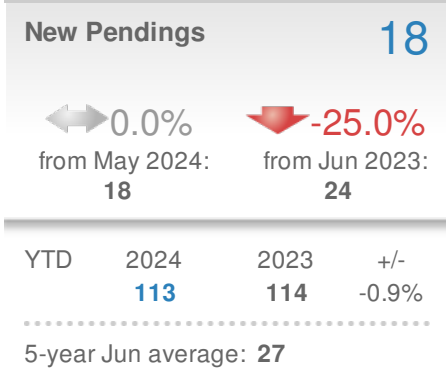 New Pendings 18
0.0% -25.0%
from May 2024: from Jun 2023:
18 24
YTD 2024 2023 +/-
113 114 -0.9%
5-year Jun average: 27